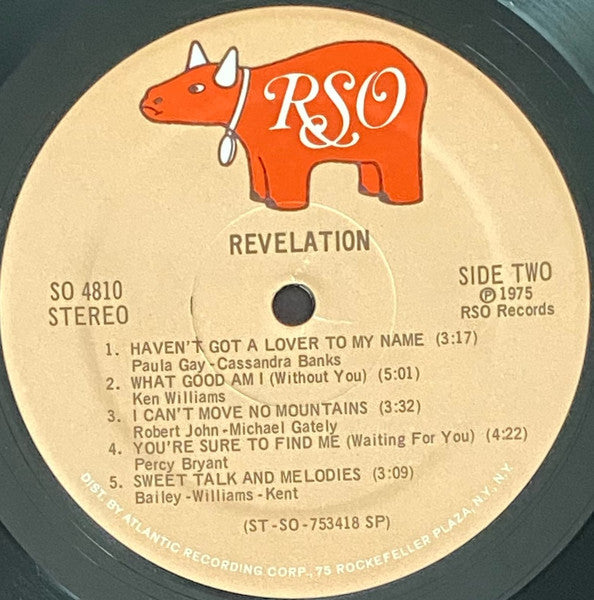 RSO
REVELATION
SO 4810
STEREO
SIDE TWO
℗ 1975
RSO Records
1. HAVEN'T GOT A LOVER TO MY NAME (3:17)
Paula Gay-Cassandra Banks
2. WHAT GOOD AM I (Without You) (5:01)
Ken Williams
3. I CAN'T MOVE NO MOUNTAINS (3:32)
Robert John-Michael Gately
4. YOU'RE SURE TO FIND ME (Waiting For You) (4:22)
Percy Bryant
5. SWEET TALK AND MELODIES (3:09)
Bailey-Williams-Kent
(ST-SO-753418 SP)
DIST. BY ATLANTIC RECORDING CORP., 75 ROCKEFELLER PLAZA, N.Y. N.Y.